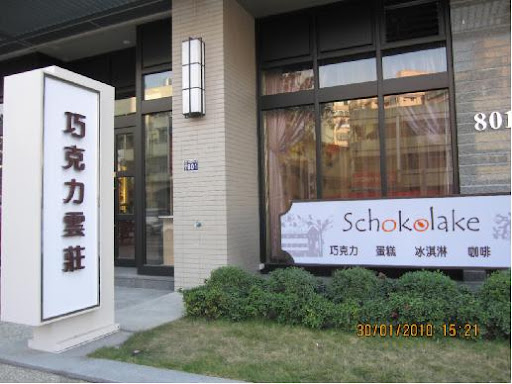 巧克力雲莊
801
Schokolake
巧克力 蛋糕 冰淇淋 咖啡
30/01/2010 15:21